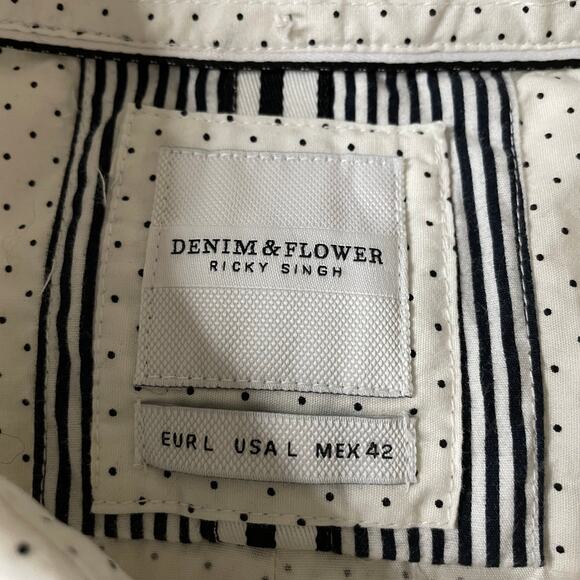 DENIM & FLOWER
RICKY SINGH
EUR L USA L MEX 42